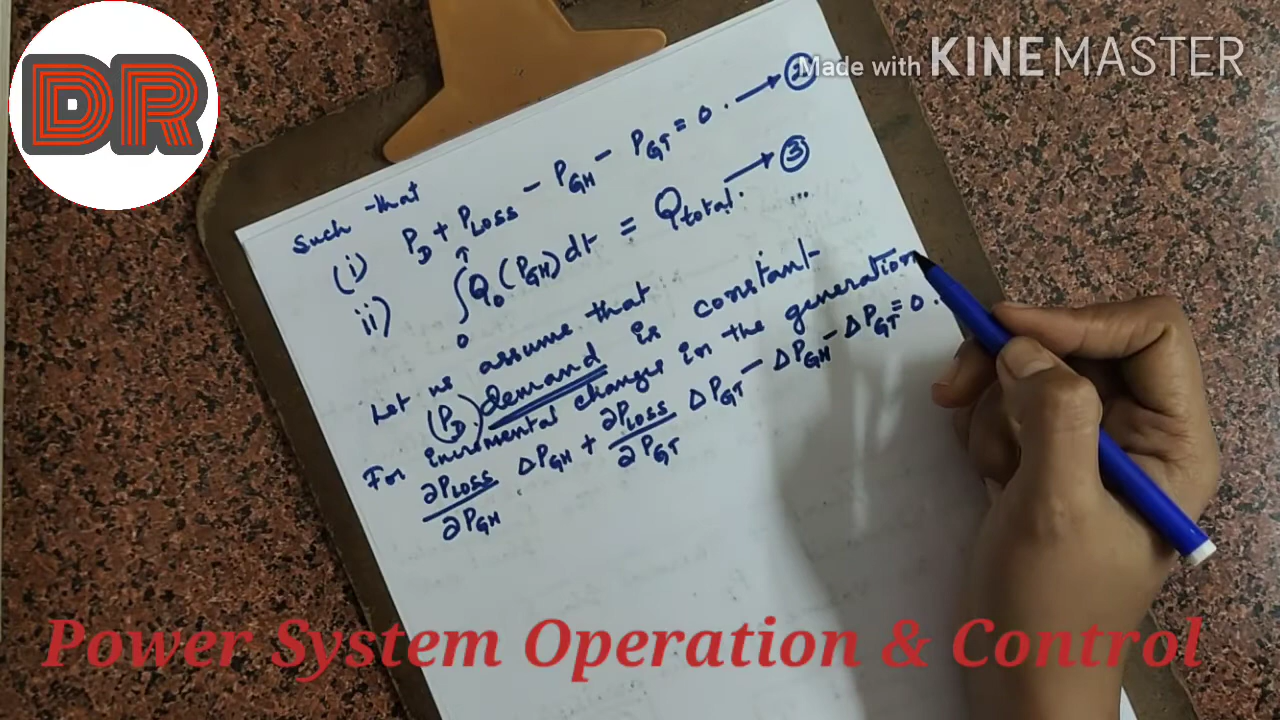 DR
Made with KINEMASTER
Such that
(i) P_D + P_LOSS - P_GH - P_GT = 0. → ②
ii) ∫₀ᵀ Q₀(P_GH) dt = Q_total. → ③
Let us assume that
(P_D) demand is constant
For incremental changes in the generation
∂P_LOSS/∂P_GH ΔP_GH + ∂P_LOSS/∂P_GT ΔP_GT - ΔP_GH - ΔP_GT = 0.
Power System Operation & Control